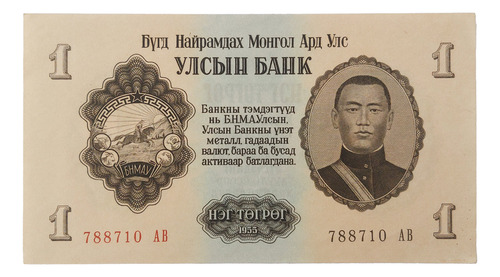 Бүгд Найрамдах Монгол Ард Улс
УЛСЫН БАНК
1
1
Банкны тэмдэгтүүд
нь Б.Н.М.А.Улсын,
Улсын Банкны үнэт
металл, гадаадын
валют, бараа ба бусад
активаар батлагдана.
БНМАУ
1
788710 АВ
НЭГ ТӨГРӨГ
1955
788710 АВ
1